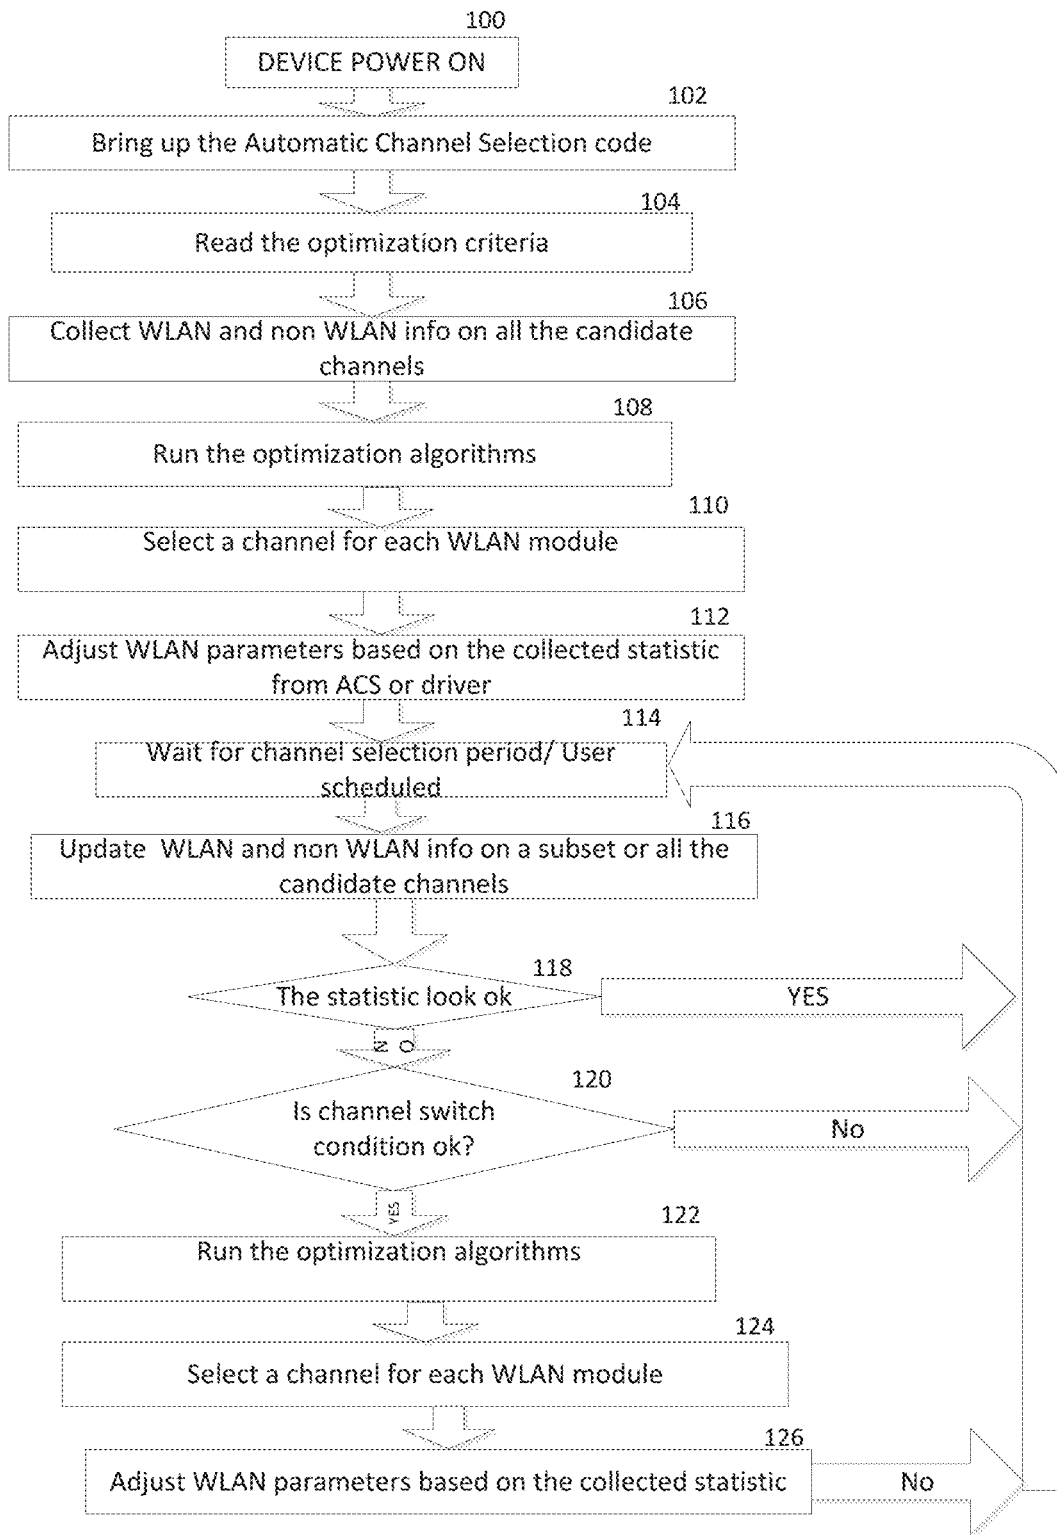 100
DEVICE POWER ON
102
Bring up the Automatic Channel Selection code
104
Read the optimization criteria
106
Collect WLAN and non WLAN info on all the candidate
channels
108
Run the optimization algorithms
110
Select a channel for each WLAN module
112
Adjust WLAN parameters based on the collected statistic
from ACS or driver
114
Wait for channel selection period/ User
scheduled
116
Update WLAN and non WLAN info on a subset or all the
candidate channels
118
The statistic look ok
YES
NO
120
Is channel switch
condition ok?
No
YES
122
Run the optimization algorithms
124
Select a channel for each WLAN module
126
Adjust WLAN parameters based on the collected statistic
No